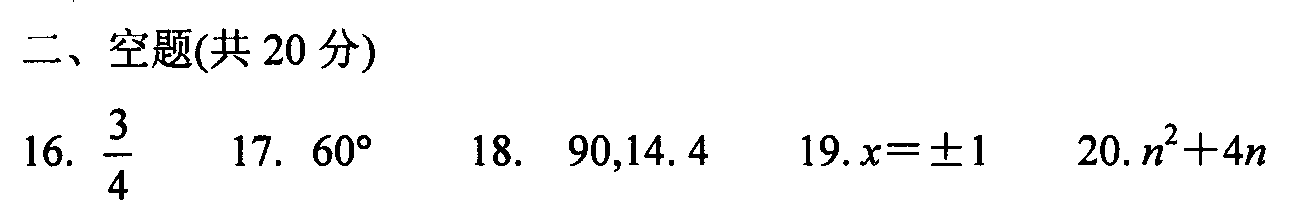 二、空题(共 20 分)
16. 3/4 17. 60° 18. 90,14.4 19. x=±1 20. n²+4n